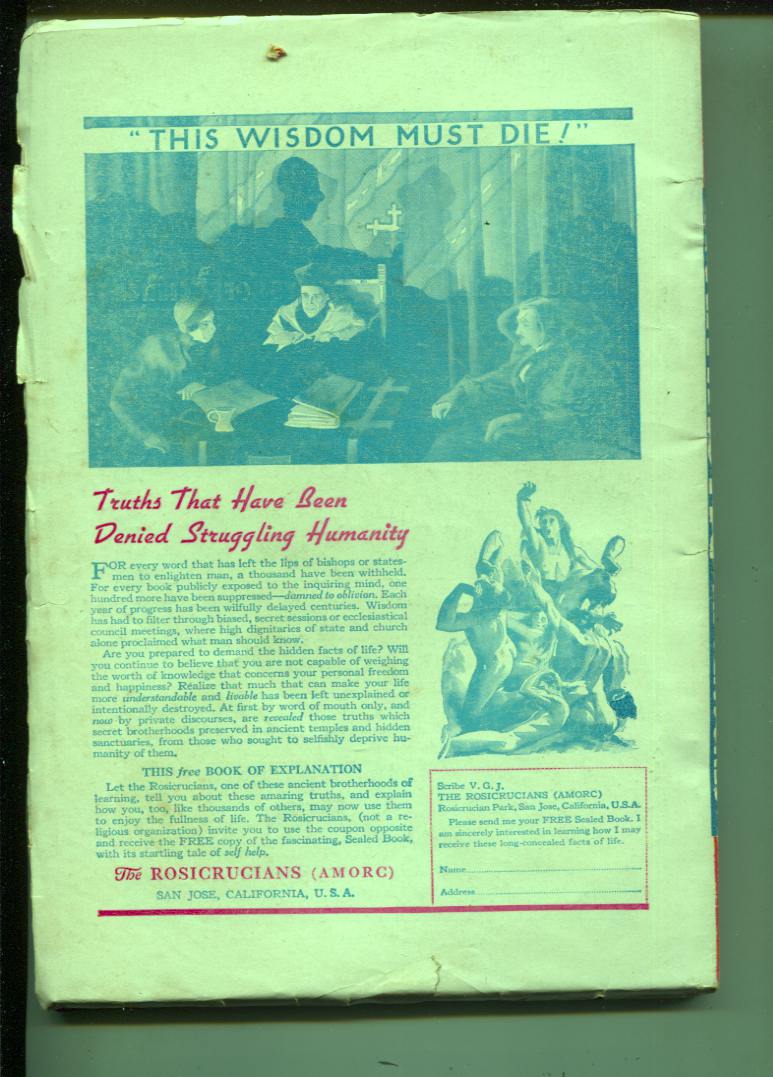 "THIS WISDOM MUST DIE!"
Truths That Have Been
Denied Struggling Humanity
FOR every word that has left the lips of bishops or states-
men to enlighten man, a thousand have been withheld.
For every book publicly exposed to the inquiring mind, one
hundred more have been suppressed—damned to oblivion. Each
year of progress has been wilfully delayed centuries. Wisdom
has had to filter through biased, secret sessions or ecclesiastical
council meetings, where high dignitaries of state and church
alone proclaimed what man should know.
Are you prepared to demand the hidden facts of life? Will
you continue to believe that you are not capable of weighing
the worth of knowledge that concerns your personal freedom
and happiness? Realize that much that can make your life
more understandable and livable has been left unexplained or
intentionally destroyed. At first by word of mouth only, and
now by private discourses, are revealed those truths which
secret brotherhoods preserved in ancient temples and hidden
sanctuaries, from those who sought to selfishly deprive hu-
manity of them.
THIS free BOOK OF EXPLANATION
Let the Rosicrucians, one of these ancient brotherhoods of
learning, tell you about these amazing truths, and explain
how you, too, like thousands of others, may now use them
to enjoy the fullness of life. The Rosicrucians, (not a re-
ligious organization) invite you to use the coupon opposite
and receive the FREE copy of the fascinating, Sealed Book,
with its startling tale of self help.
The ROSICRUCIANS (AMORC)
SAN JOSE, CALIFORNIA, U. S. A.
Scribe V. G. J.
THE ROSICRUCIANS (AMORC)
Rosicrucian Park, San Jose, California, U.S.A.
Please send me your FREE Sealed Book. I
am sincerely interested in learning how I may
receive these long-concealed facts of life.
Name
Address